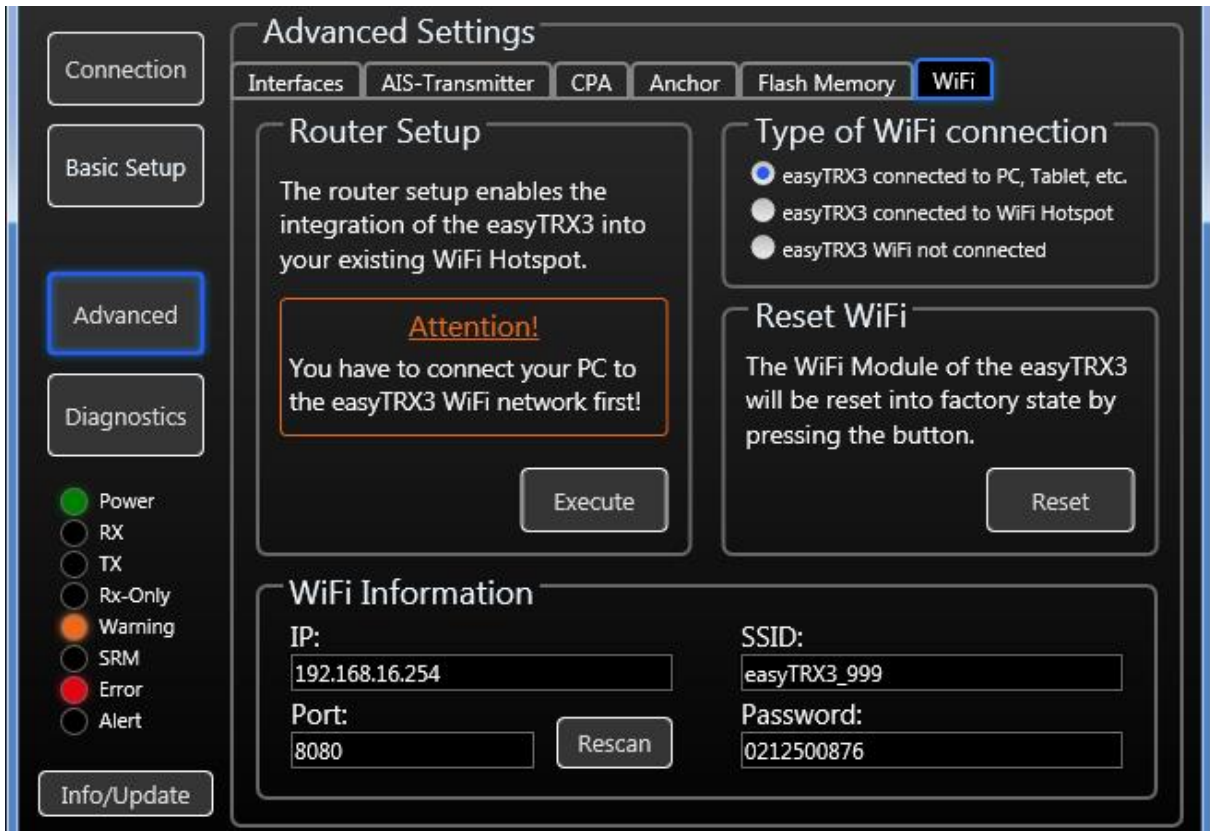 Connection
Basic Setup
Advanced
Diagnostics
Power
RX
TX
Rx-Only
Warning
SRM
Error
Alert
Info/Update
Advanced Settings
Interfaces
AIS-Transmitter
CPA
Anchor
Flash Memory
WiFi
Router Setup
The router setup enables the
integration of the easyTRX3 into
your existing WiFi Hotspot.
Attention!
You have to connect your PC to
the easyTRX3 WiFi network first!
Execute
Type of WiFi connection
easyTRX3 connected to PC, Tablet, etc.
easyTRX3 connected to WiFi Hotspot
easyTRX3 WiFi not connected
Reset WiFi
The WiFi Module of the easyTRX3
will be reset into factory state by
pressing the button.
Reset
WiFi Information
IP:
192.168.16.254
Port:
8080
Rescan
SSID:
easyTRX3_999
Password:
0212500876